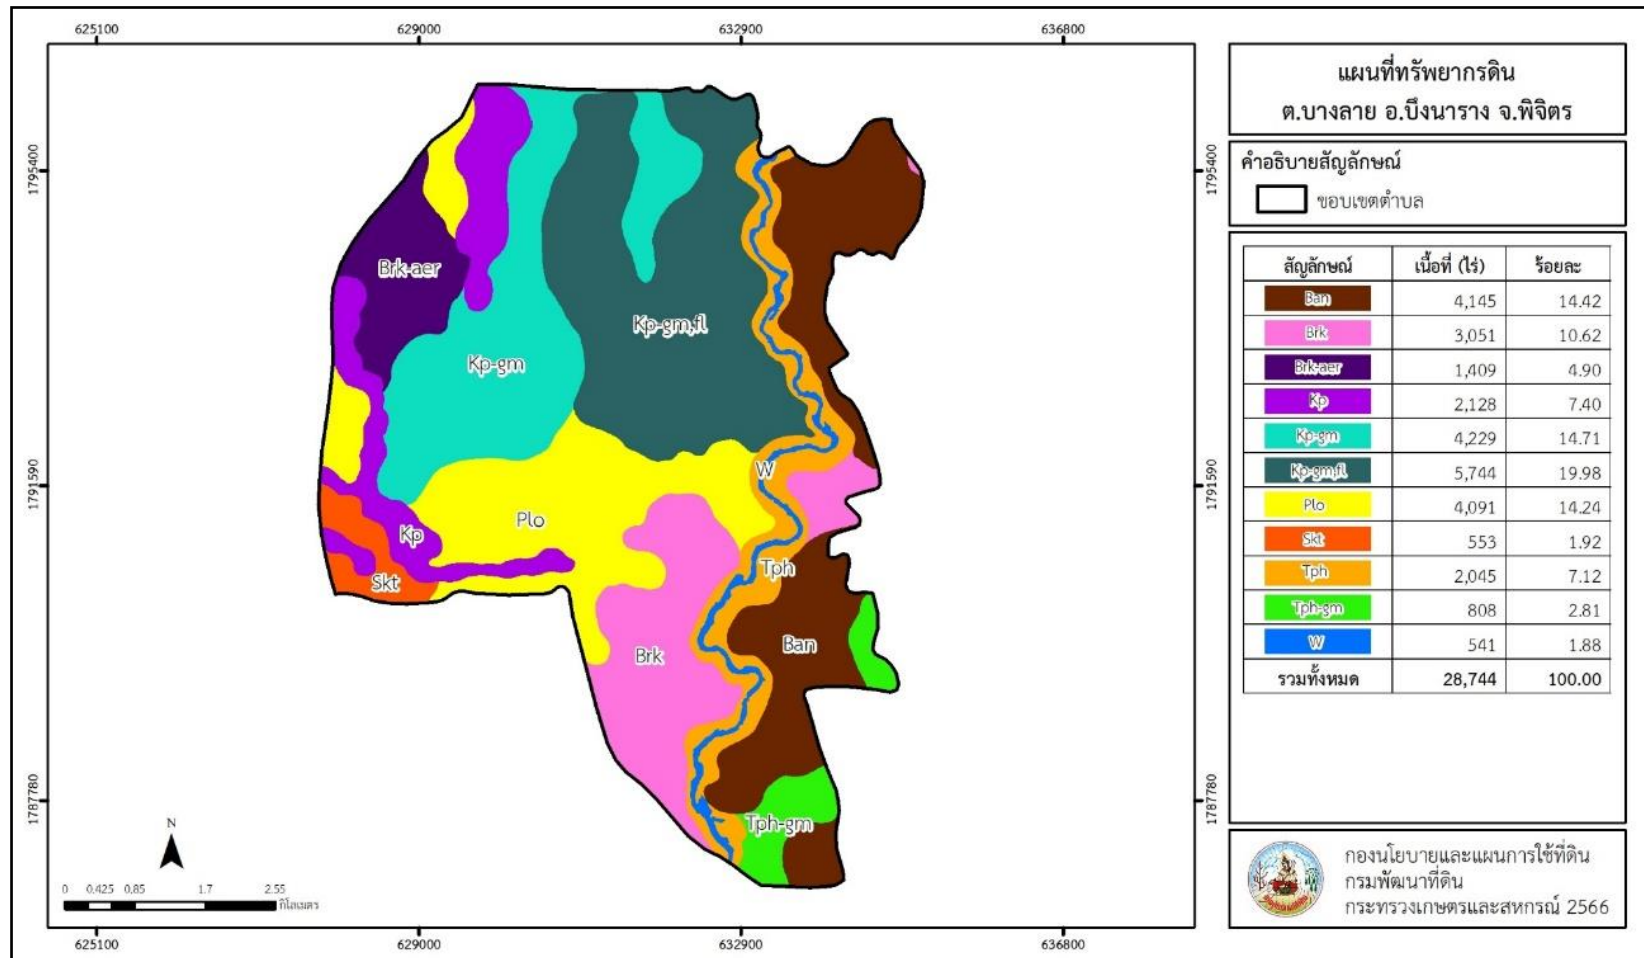 625100 629000 632900 636800
แผนที่ทรัพยากรดิน
ต.บางลาย อ.บึงนาราง จ.พิจิตร
คำอธิบายสัญลักษณ์
ขอบเขตตำบล
1795400 1795400
1791590 1791590
1787780 1787780
Brk-aer
Kp-gm,fl
Kp-gm
W
Plo
Kp
Tph
Skt
Ban
Brk
Tph-gm
สัญลักษณ์ เนื้อที่ (ไร่) ร้อยละ
Ban 4,145 14.42
Brk 3,051 10.62
Brk-aer 1,409 4.90
Kp 2,128 7.40
Kp-gm 4,229 14.71
Kp-gm,fl 5,744 19.98
Plo 4,091 14.24
Skt 553 1.92
Tph 2,045 7.12
Tph-gm 808 2.81
W 541 1.88
รวมทั้งหมด 28,744 100.00
N
0 0.425 0.85 1.7 2.55
กิโลเมตร
กองนโยบายและแผนการใช้ที่ดิน
กรมพัฒนาที่ดิน
กระทรวงเกษตรและสหกรณ์ 2566
625100 629000 632900 636800